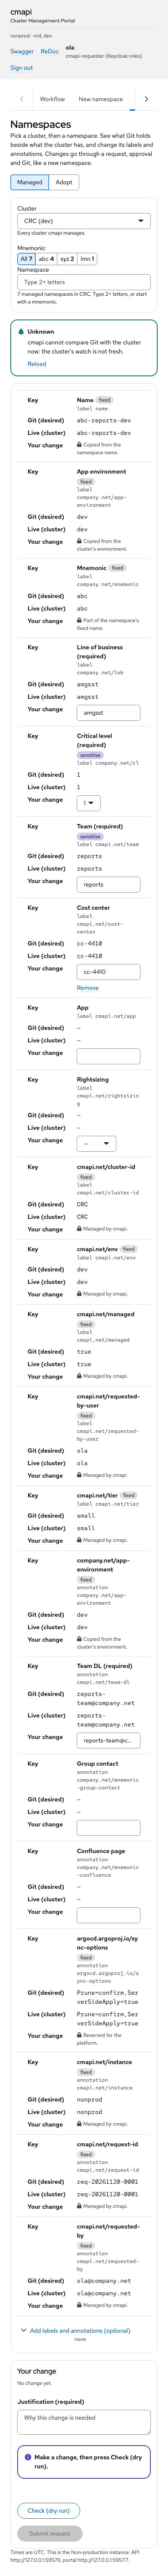 cmapi
Cluster Management Portal
nonprod · rnd, dev
Swagger ReDoc ola
cmapi-requester (Keycloak roles)
Sign out
Workflow New namespace
Namespaces
Pick a cluster, then a namespace. See what Git holds
beside what the cluster has, and change its labels and
annotations. Changes go through a request, approval
and Git, like a new namespace.
Managed Adopt
Cluster
CRC (dev)
Every cluster cmapi manages.
Mnemonic
All 7 abc 4 xyz 2 lmn 1
Namespace
Type 2+ letters
7 managed namespaces in CRC. Type 2+ letters, or start
with a mnemonic.
Unknown
cmapi cannot compare Git with the cluster
now: the cluster's watch is not fresh.
Reload
Key Name fixed
label name
Git (desired) abc-reports-dev
Live (cluster) abc-reports-dev
Your change Copied from the
namespace name.
Key App environment
fixed
label
company.net/app-
environment
Git (desired) dev
Live (cluster) dev
Your change Copied from the
cluster's environment.
Key Mnemonic fixed
label
company.net/mnemonic
Git (desired) abc
Live (cluster) abc
Your change Part of the namespace's
fixed name.
Key Line of business
(required)
label
company.net/lob
Git (desired) amgsst
Live (cluster) amgsst
Your change amgsst
Key Critical level
(required)
sensitive
label company.net/cl
Git (desired) 1
Live (cluster) 1
Your change 1
Key Team (required)
sensitive
label cmapi.net/team
Git (desired) reports
Live (cluster) reports
Your change reports
Key Cost center
label
cmapi.net/cost-
center
Git (desired) cc-4410
Live (cluster) cc-4410
Your change cc-4410
Remove
Key App
label cmapi.net/app
Git (desired) —
Live (cluster) —
Your change
Key Rightsizing
label
cmapi.net/rightsizin
g
Git (desired) —
Live (cluster) —
Your change —
Key cmapi.net/cluster-id
fixed
label
cmapi.net/cluster-id
Git (desired) CRC
Live (cluster) CRC
Your change Managed by cmapi.
Key cmapi.net/env fixed
label cmapi.net/env
Git (desired) dev
Live (cluster) dev
Your change Managed by cmapi.
Key cmapi.net/managed
fixed
label
cmapi.net/managed
Git (desired) true
Live (cluster) true
Your change Managed by cmapi.
Key cmapi.net/requested-
by-user
fixed
label
cmapi.net/requested-
by-user
Git (desired) ola
Live (cluster) ola
Your change Managed by cmapi.
Key cmapi.net/tier fixed
label cmapi.net/tier
Git (desired) small
Live (cluster) small
Your change Managed by cmapi.
Key company.net/app-
environment
fixed
annotation
company.net/app-
environment
Git (desired) dev
Live (cluster) dev
Your change Copied from the
cluster's environment.
Key Team DL (required)
annotation
cmapi.net/team-dl
Git (desired) reports-
team@company.net
Live (cluster) reports-
team@company.net
Your change reports-team@c...
Key Group contact
annotation
company.net/mnemonic
-group-contact
Git (desired) —
Live (cluster) —
Your change
Key Confluence page
annotation
company.net/mnemonic
-confluence
Git (desired) —
Live (cluster) —
Your change
Key argocd.argoproj.io/sy
nc-options
fixed
annotation
argocd.argoproj.io/s
ync-options
Git (desired) Prune=confirm,Ser
verSideApply=true
Live (cluster) Prune=confirm,Ser
verSideApply=true
Your change Reserved for the
platform.
Key cmapi.net/instance
fixed
annotation
cmapi.net/instance
Git (desired) nonprod
Live (cluster) nonprod
Your change Managed by cmapi.
Key cmapi.net/request-id
fixed
annotation
cmapi.net/request-id
Git (desired) req-20261120-0001
Live (cluster) req-20261120-0001
Your change Managed by cmapi.
Key cmapi.net/requested-
by
fixed
annotation
cmapi.net/requested-
by
Git (desired) ola@company.net
Live (cluster) ola@company.net
Your change Managed by cmapi.
Add labels and annotations (optional)
none
Your change
No change yet.
Justification (required)
Why this change is needed
Make a change, then press Check (dry
run).
Check (dry run)
Submit request
Times are UTC. This is the Non-production instance: API
http://127.0.0.1:59576, portal http://127.0.0.1:59577.